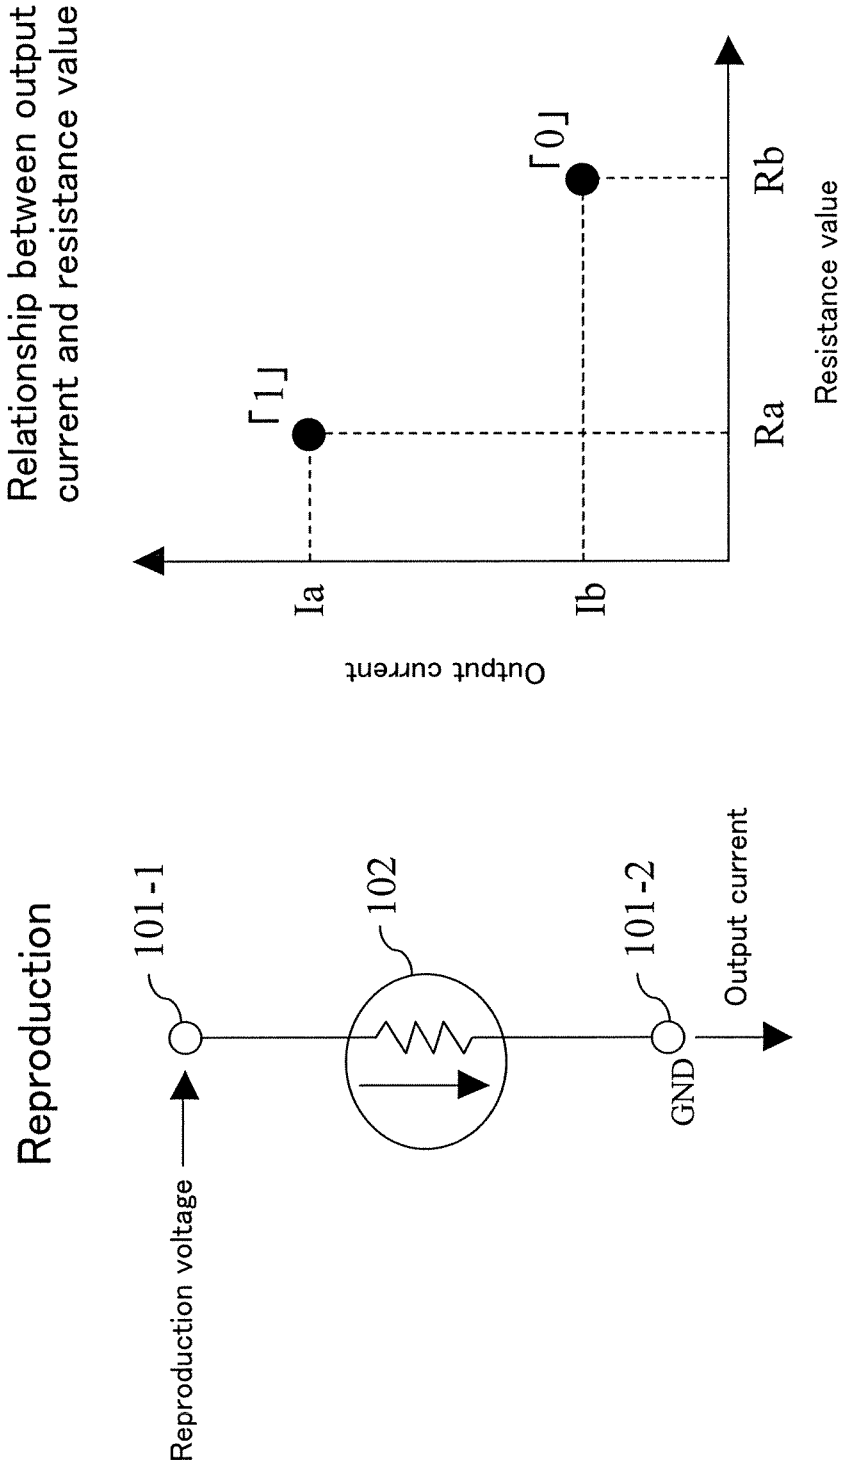 Reproduction
Reproduction voltage
101-1
102
101-2
GND
Output current
Relationship between output
current and resistance value
Output current
Ia
Ib
「1」
「0」
Ra
Rb
Resistance value